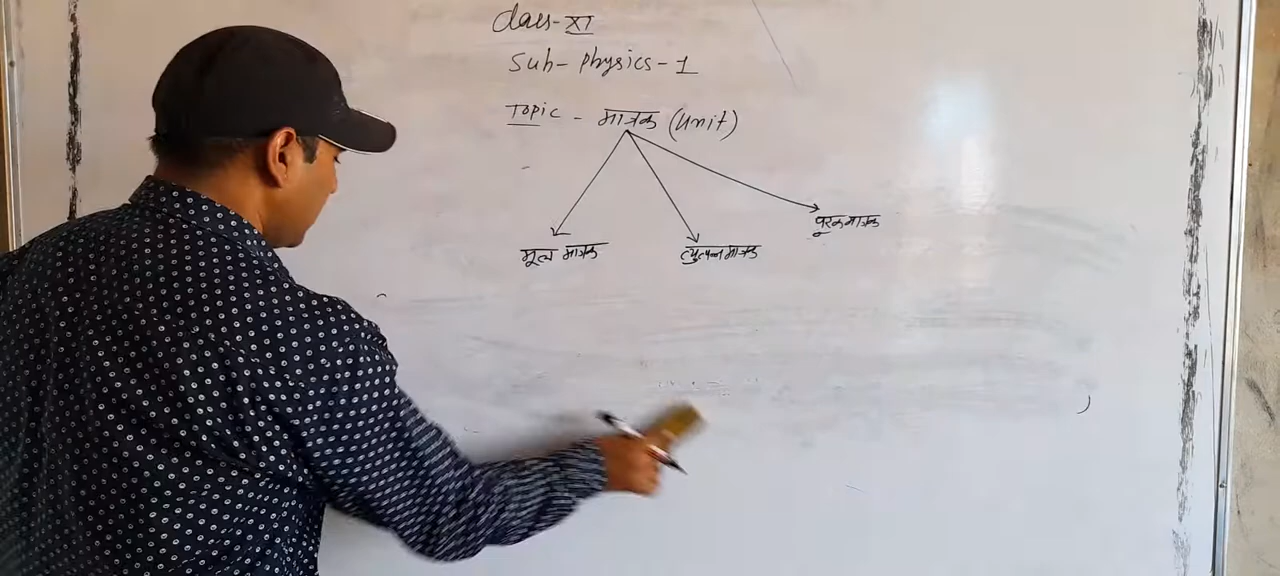 Class-XI
Sub- Physics-1
Topic - मात्रक (Unit)
पूरक मात्रक
मूल मात्रक
व्युत्पन्न मात्रक